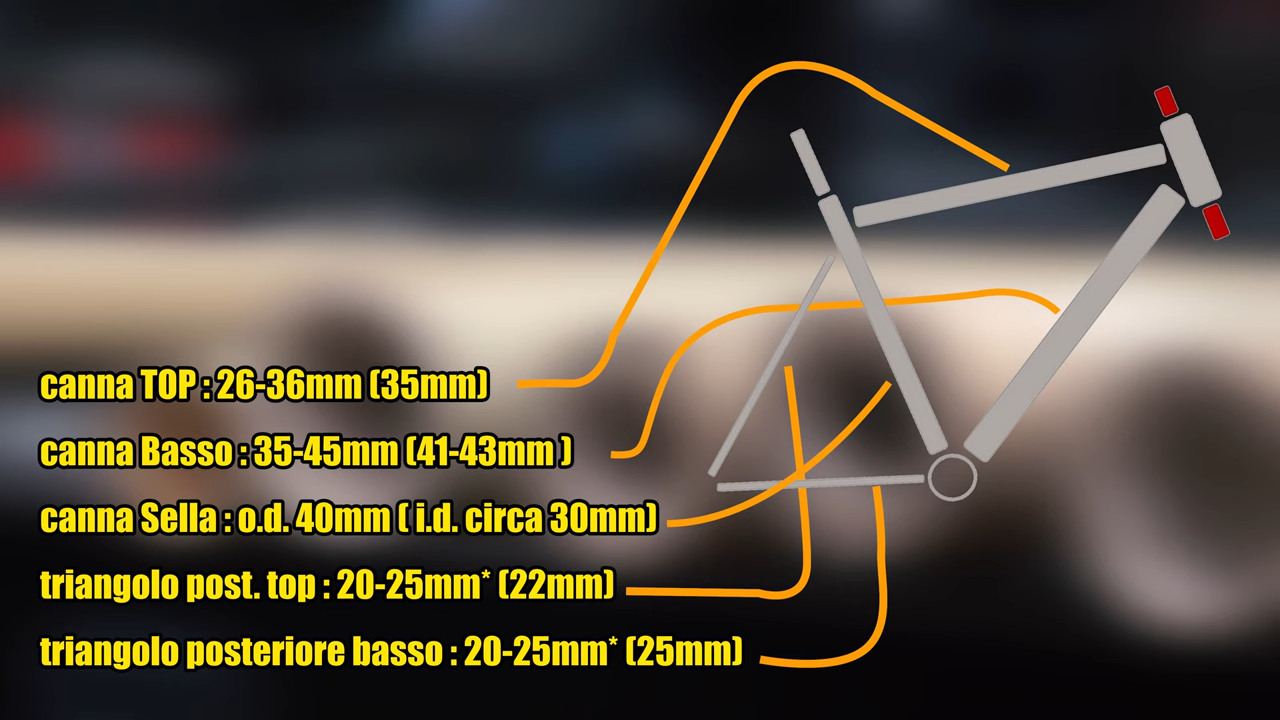 canna TOP : 26-36mm (35mm)
canna Basso : 35-45mm (41-43mm )
canna Sella : o.d. 40mm ( i.d. circa 30mm)
triangolo post. top : 20-25mm* (22mm)
triangolo posteriore basso : 20-25mm* (25mm)